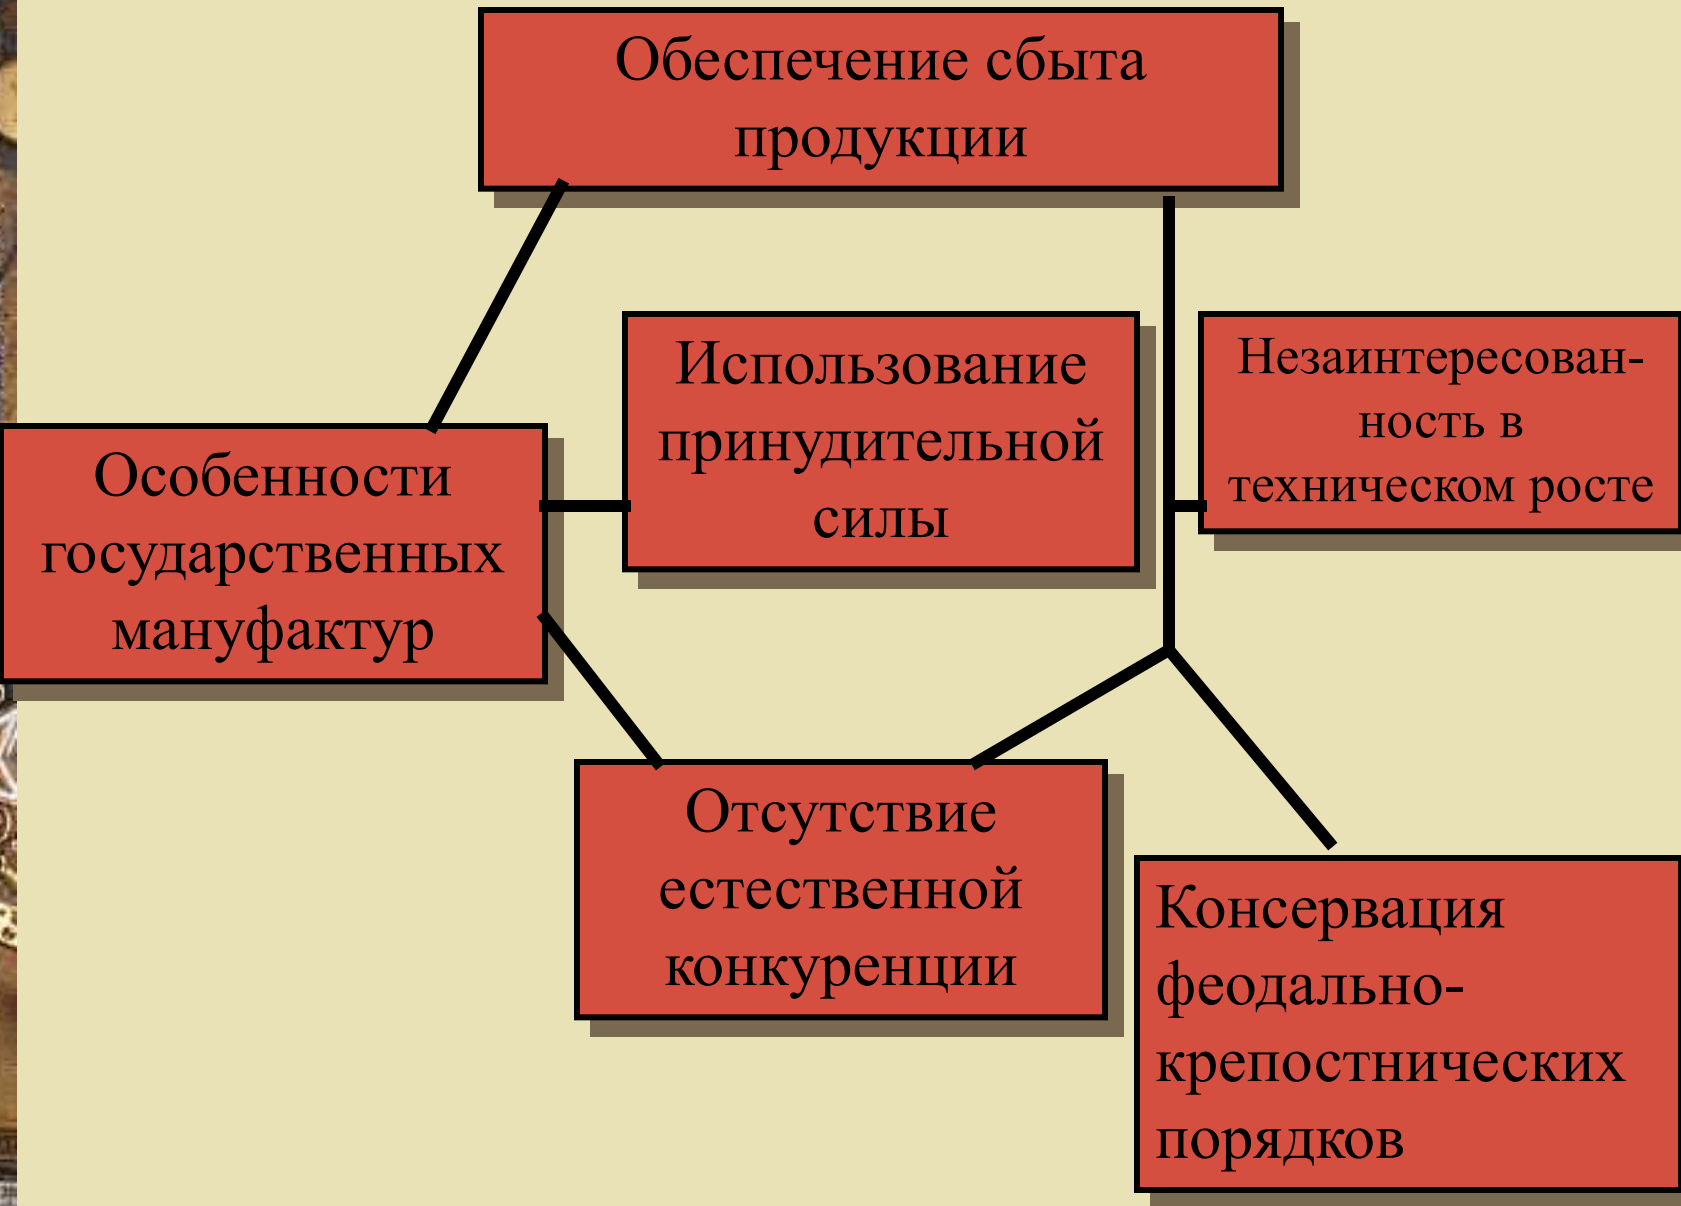 Обеспечение сбыта
продукции
Особенности
государственных
мануфактур
Использование
принудительной
силы
Незаинтересован-
ность в
техническом росте
Отсутствие
естественной
конкуренции
Консервация
феодально-
крепостнических
порядков